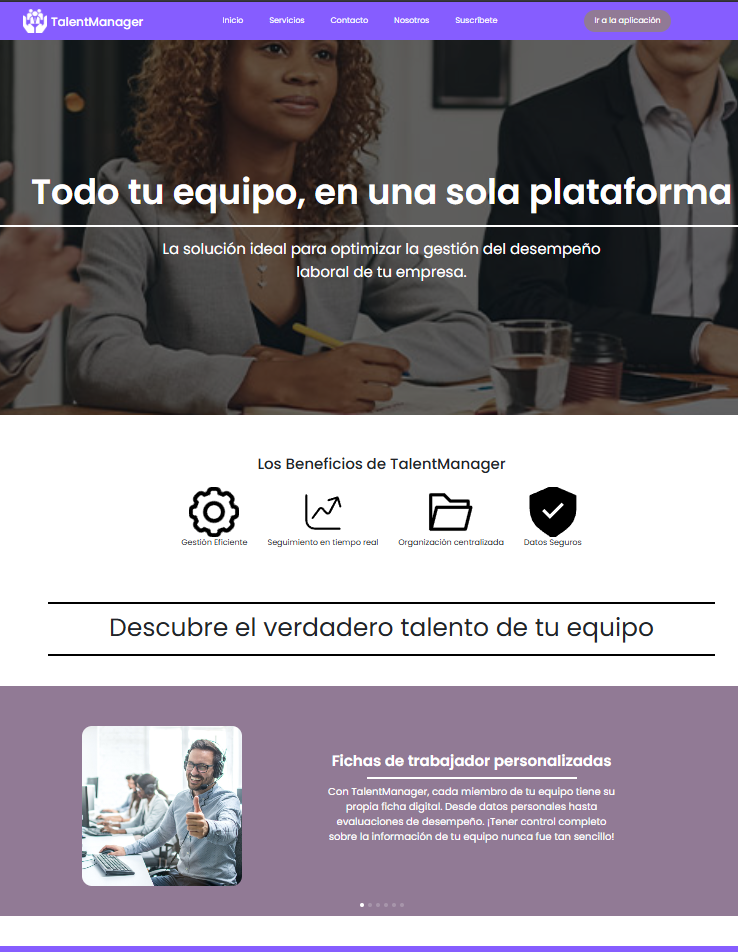 TalentManager
Inicio
Servicios
Contacto
Nosotros
Suscríbete
Ir a la aplicación
Todo tu equipo, en una sola plataforma
La solución ideal para optimizar la gestión del desempeño
laboral de tu empresa.
Los Beneficios de TalentManager
Gestión Eficiente
Seguimiento en tiempo real
Organización centralizada
Datos Seguros
Descubre el verdadero talento de tu equipo
Fichas de trabajador personalizadas
Con TalentManager, cada miembro de tu equipo tiene su
propia ficha digital. Desde datos personales hasta
evaluaciones de desempeño. ¡Tener control completo
sobre la información de tu equipo nunca fue tan sencillo!